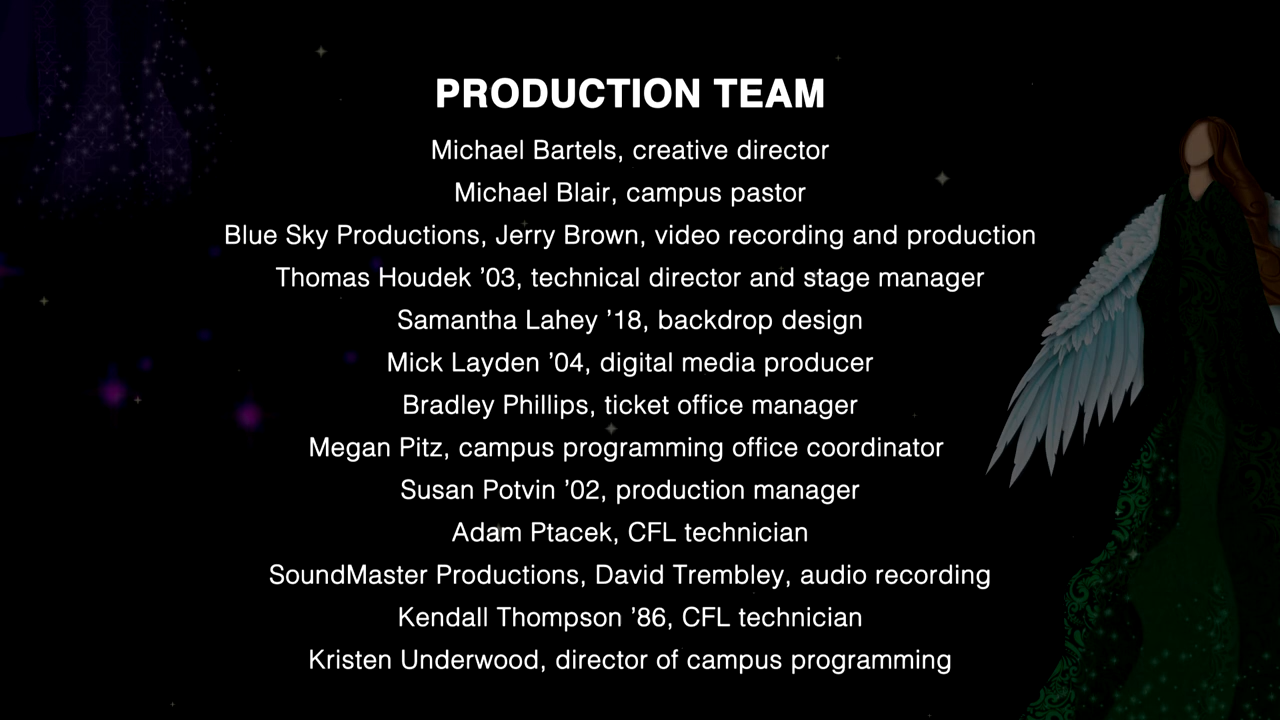 PRODUCTION TEAM
Michael Bartels, creative director
Michael Blair, campus pastor
Blue Sky Productions, Jerry Brown, video recording and production
Thomas Houdek ’03, technical director and stage manager
Samantha Lahey ’18, backdrop design
Mick Layden ’04, digital media producer
Bradley Phillips, ticket office manager
Megan Pitz, campus programming office coordinator
Susan Potvin ’02, production manager
Adam Ptacek, CFL technician
SoundMaster Productions, David Trembley, audio recording
Kendall Thompson ’86, CFL technician
Kristen Underwood, director of campus programming